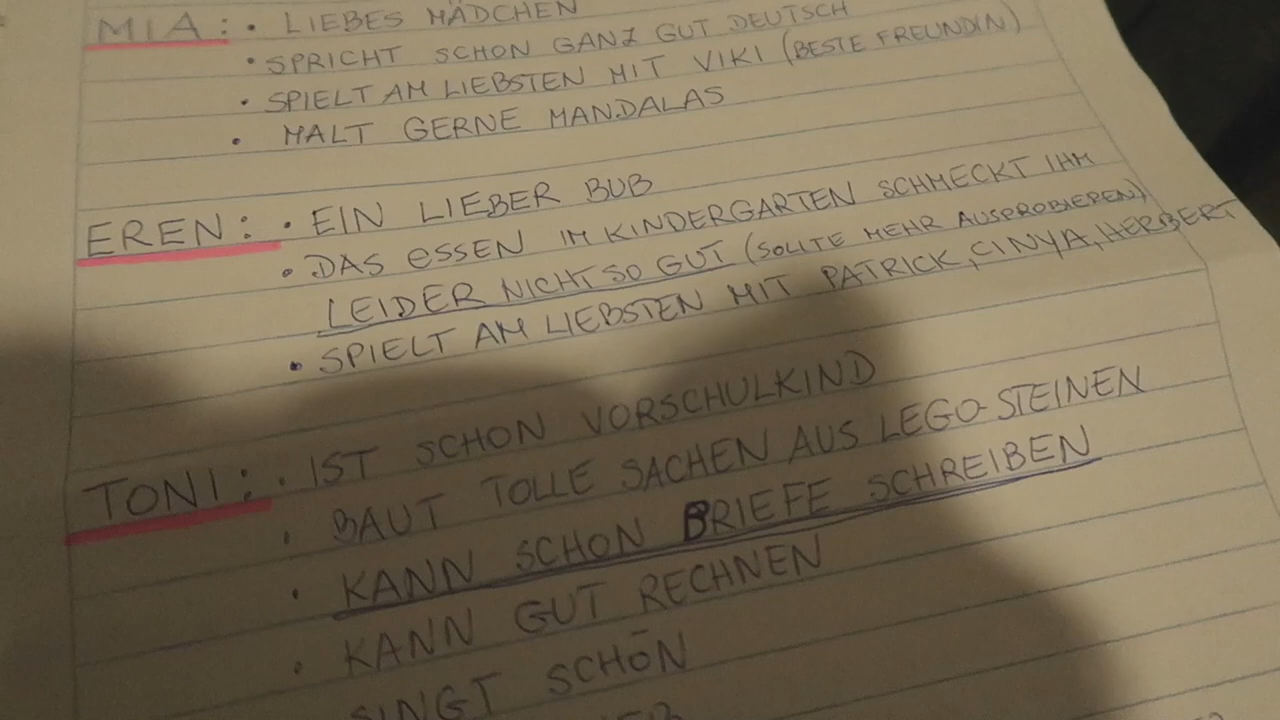 MIA: • LIEBES MÄDCHEN
• SPRICHT SCHON GANZ GUT DEUTSCH
• SPIELT AM LIEBSTEN MIT VIKI (BESTE FREUNDIN)
• MALT GERNE MANDALAS
EREN: • EIN LIEBER BUB
• DAS ESSEN IM KINDERGARTEN SCHMECKT IHM
LEIDER NICHT SO GUT (SOLLTE MEHR AUSPROBIEREN)
• SPIELT AM LIEBSTEN MIT PATRICK, CINYA, HERBERT
TONI: • IST SCHON VORSCHULKIND
• BAUT TOLLE SACHEN AUS LEGO-STEINEN
• KANN SCHON BRIEFE SCHREIBEN
• KANN GUT RECHNEN
SINGT SCHÖN